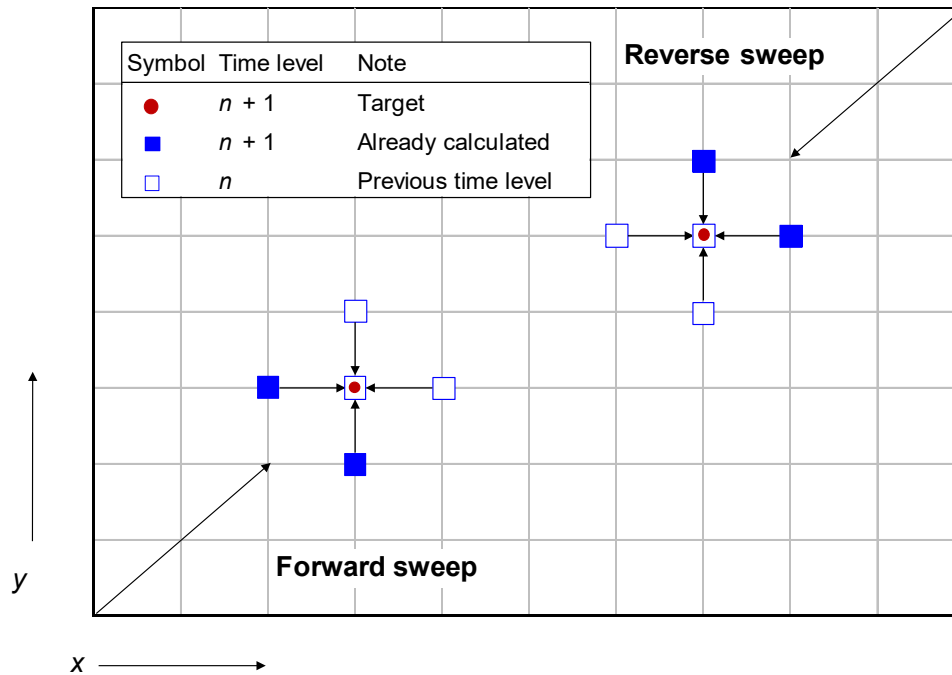 Reverse sweep
Symbol Time level Note
n + 1 Target
n + 1 Already calculated
n Previous time level
Forward sweep
y
x